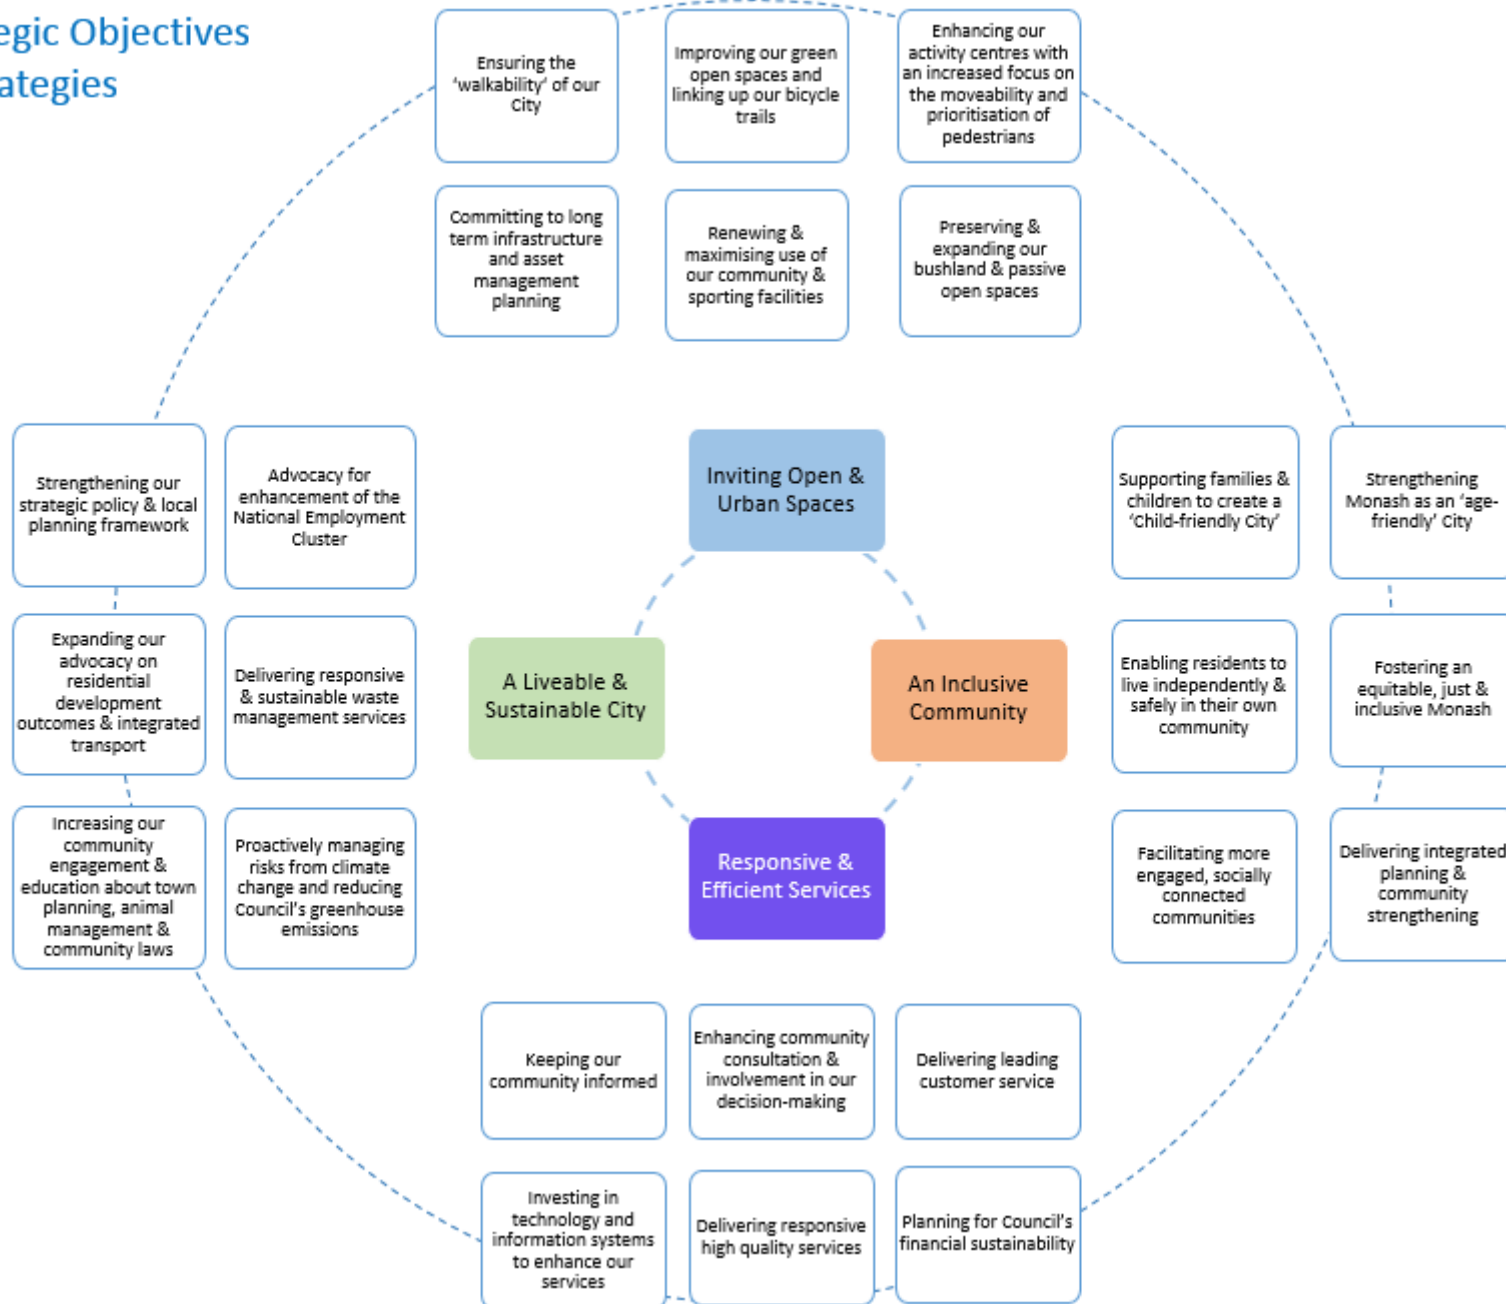 egic Objectives
ategies
Ensuring the
‘walkability’ of our
City
Improving our green
open spaces and
linking up our bicycle
trails
Enhancing our
activity centres with
an increased focus on
the moveability and
prioritisation of
pedestrians
Committing to long
term infrastructure
and asset
management
planning
Renewing &
maximising use of
our community &
sporting facilities
Preserving &
expanding our
bushland & passive
open spaces
Strengthening our
strategic policy & local
planning framework
Advocacy for
enhancement of the
National Employment
Cluster
Expanding our
advocacy on
residential
development
outcomes & integrated
transport
Delivering responsive
& sustainable waste
management services
Increasing our
community
engagement &
education about town
planning, animal
management &
community laws
Proactively managing
risks from climate
change and reducing
Council’s greenhouse
emissions
Inviting Open &
Urban Spaces
A Liveable &
Sustainable City
An Inclusive
Community
Responsive &
Efficient Services
Supporting families &
children to create a
‘Child-friendly City’
Strengthening
Monash as an ‘age-
friendly’ City
Enabling residents to
live independently &
safely in their own
community
Fostering an
equitable, just &
inclusive Monash
Facilitating more
engaged, socially
connected
communities
Delivering integrated
planning &
community
strengthening
Keeping our
community informed
Enhancing community
consultation &
involvement in our
decision-making
Delivering leading
customer service
Investing in
technology and
information systems
to enhance our
services
Delivering responsive
high quality services
Planning for Council’s
financial sustainability